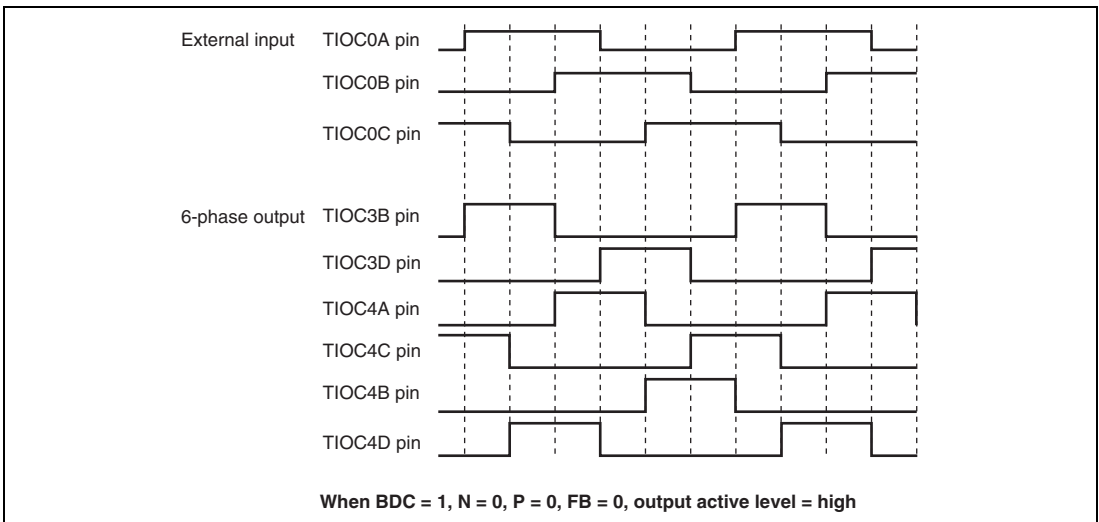 External input TIOC0A pin
TIOC0B pin
TIOC0C pin
6-phase output TIOC3B pin
TIOC3D pin
TIOC4A pin
TIOC4C pin
TIOC4B pin
TIOC4D pin
When BDC = 1, N = 0, P = 0, FB = 0, output active level = high